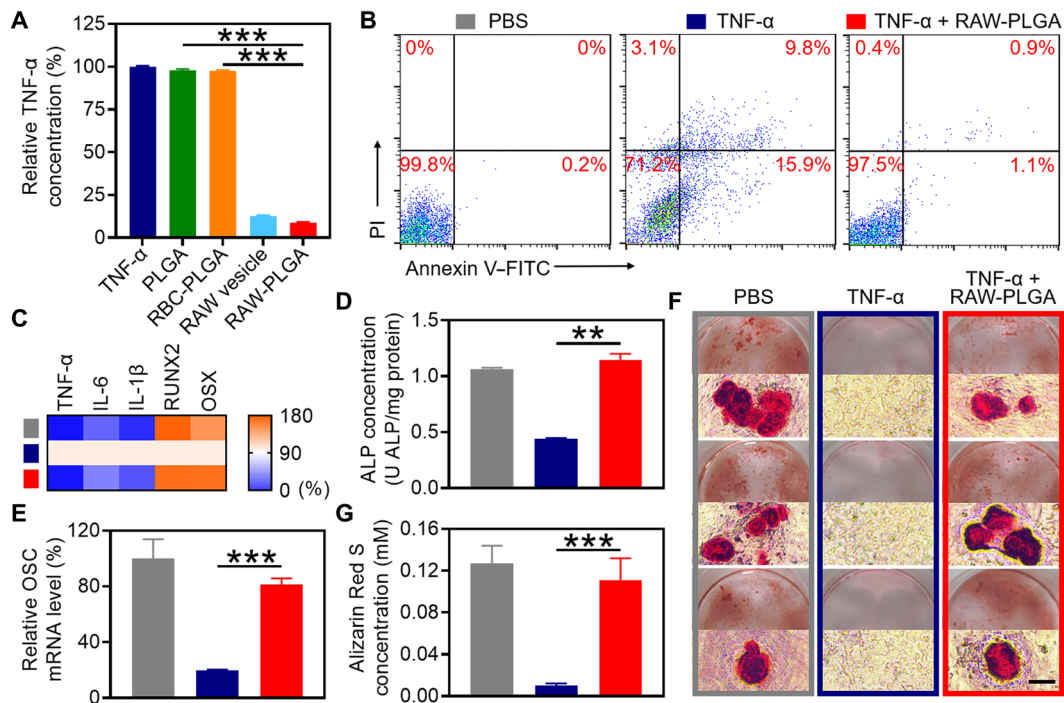 A
Relative TNF-α
concentration (%)
125
100
75
50
25
0
***
***
TNF-α
PLGA
RBC-PLGA
RAW vesicle
RAW-PLGA
B
PBS
TNF-α
TNF-α + RAW-PLGA
0%
0%
99.8%
0.2%
3.1%
9.8%
71.2%
15.9%
0.4%
0.9%
97.5%
1.1%
PI
Annexin V–FITC
C
TNF-α
IL-6
IL-1β
RUNX2
OSX
180
90
0 (%)
D
ALP concentration
(U ALP/mg protein)
1.5
1.0
0.5
0.0
**
E
Relative OSC
mRNA level (%)
120
80
40
0
***
F
PBS
TNF-α
TNF-α +
RAW-PLGA
G
Alizarin Red S
concentration (mM)
0.16
0.12
0.08
0.04
0.00
***